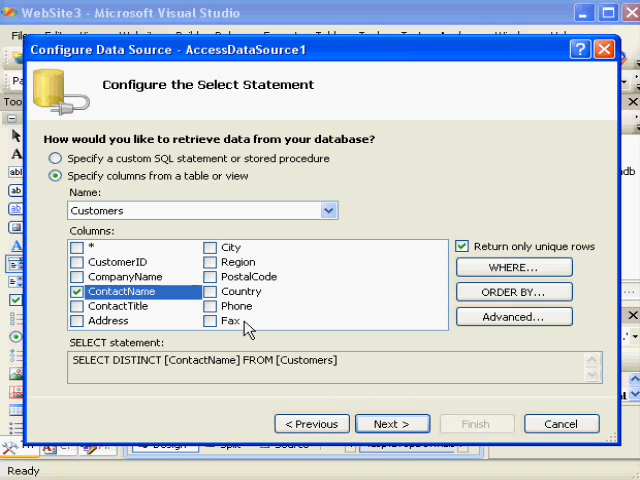 WebSite3 - Microsoft Visual Studio
Configure Data Source - AccessDataSource1
Configure the Select Statement
How would you like to retrieve data from your database?
Specify a custom SQL statement or stored procedure
Specify columns from a table or view
Name:
Customers
Columns:
* City
CustomerID Region
CompanyName PostalCode
ContactName Country
ContactTitle Phone
Address Fax
Return only unique rows
WHERE...
ORDER BY...
Advanced...
SELECT statement:
SELECT DISTINCT [ContactName] FROM [Customers]
< Previous Next > Finish Cancel
Ready